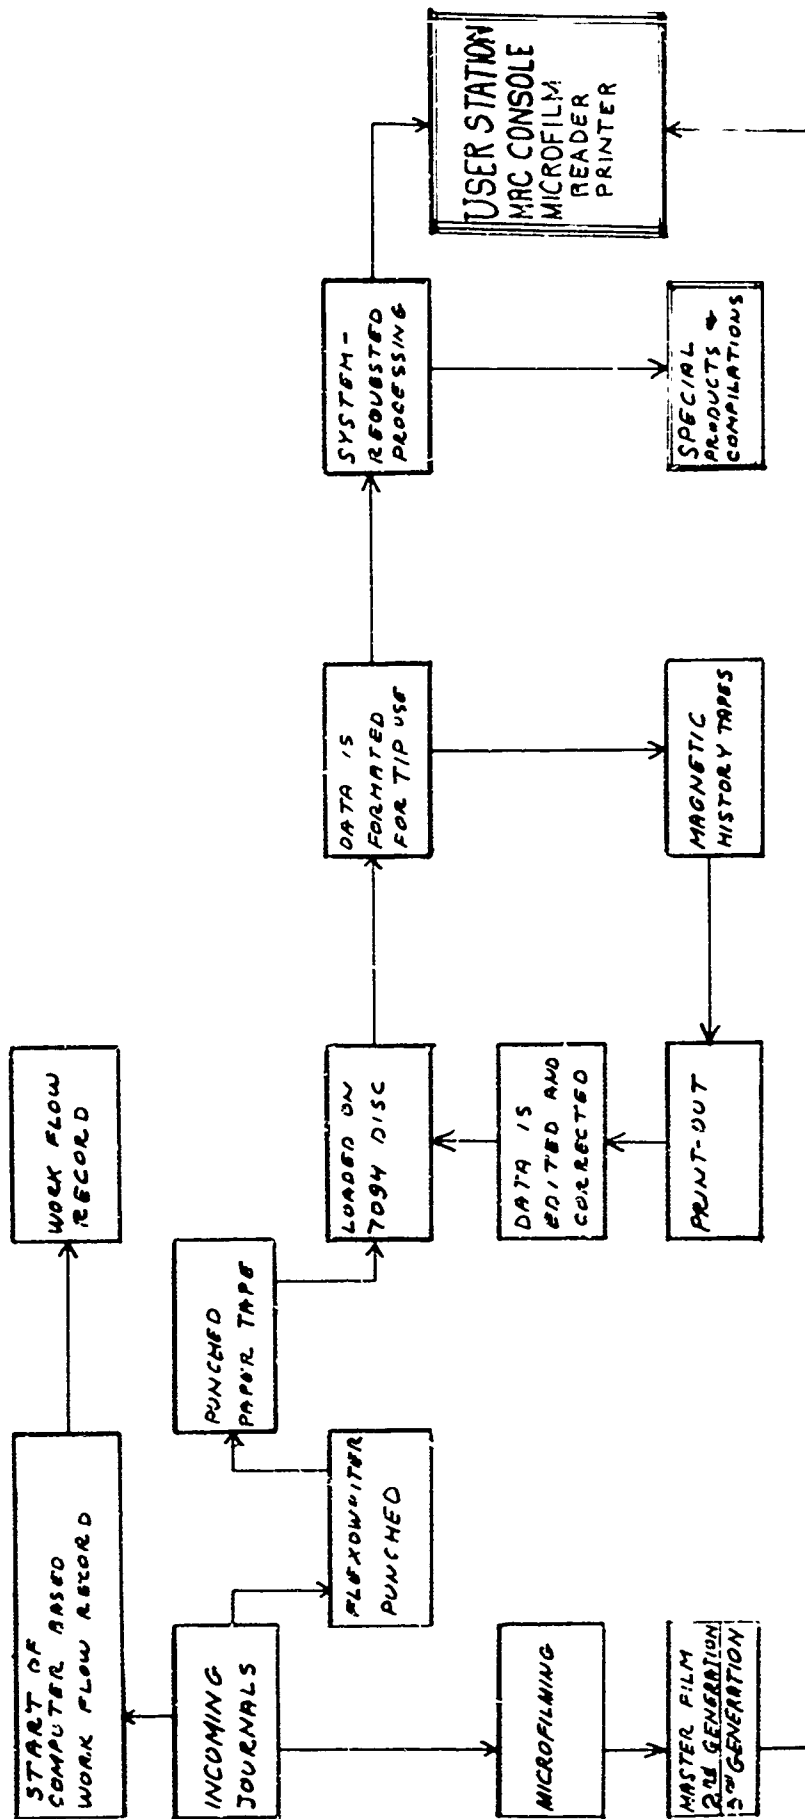 START OF
COMPUTER BASED
WORK FLOW RECORD
WORK FLOW
RECORD
INCOMING
JOURNALS
PUNCHED
PAPER TAPE
FLEXOWRITER
PUNCHED
LOADED ON
7094 DISC
DATA IS
FORMATED
FOR TIP USE
SYSTEM-
REQUESTED
PROCESSING
USER STATION
MAC CONSOLE
MICROFILM
READER
PRINTER
MICROFILMING
DATA IS
EDITED AND
CORRECTED
MASTER FILM
2ND GENERATION
3RD GENERATION
PRINT-OUT
MAGNETIC
HISTORY TAPES
SPECIAL
PRODUCTS &
COMPILATIONS